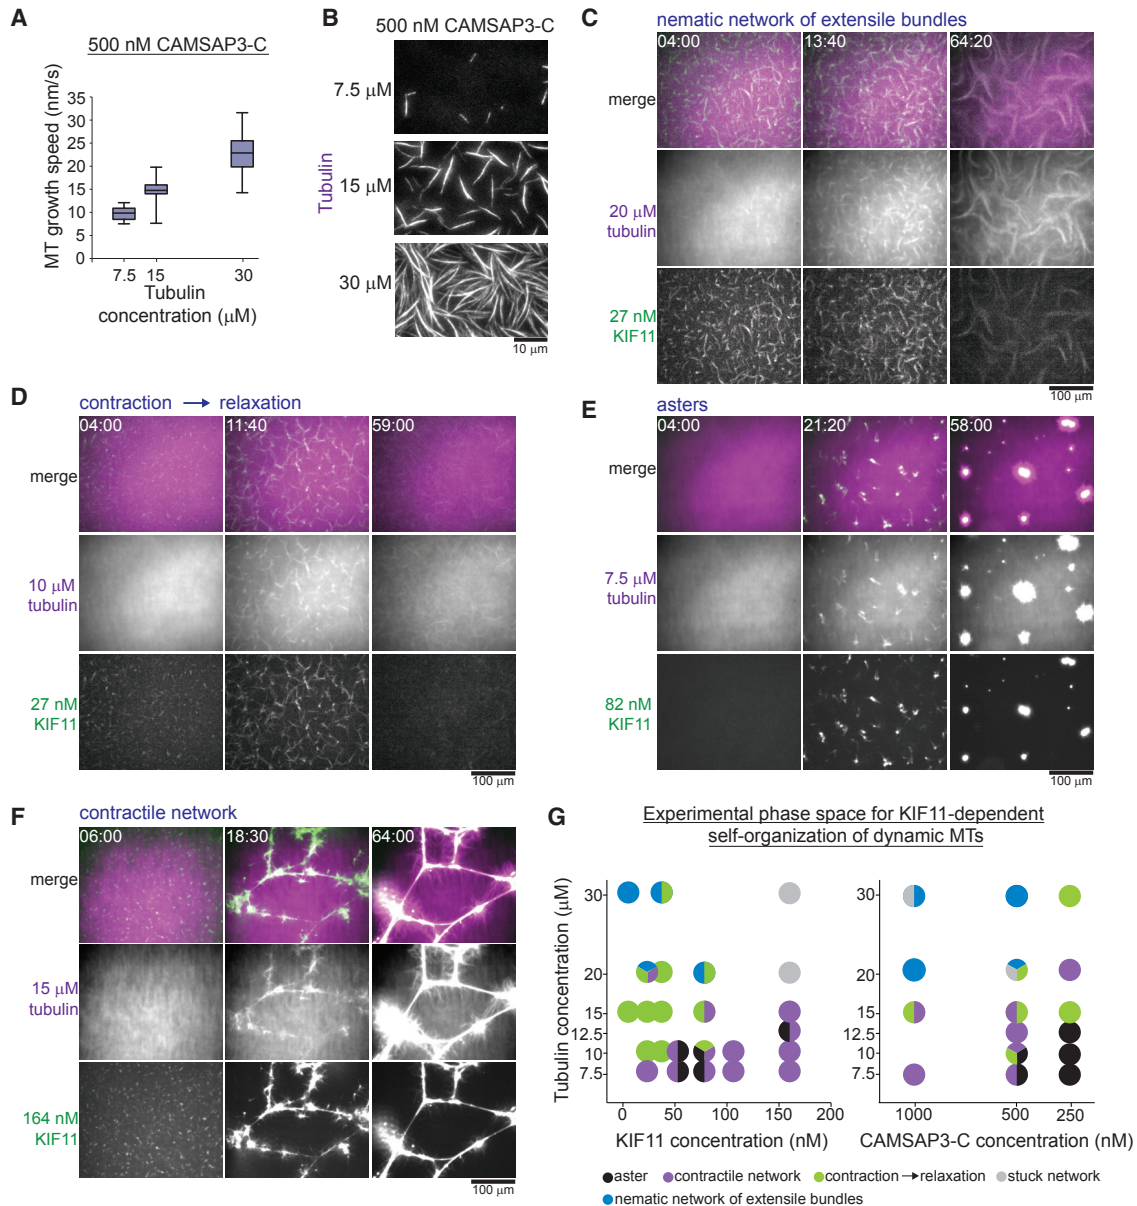 A
500 nM CAMSAP3-C
MT growth speed (nm/s)
35
30
25
20
15
10
5
0
7.5
15
30
Tubulin
concentration (μM)
B
500 nM CAMSAP3-C
Tubulin
7.5 μM
15 μM
30 μM
10 μm
C
nematic network of extensile bundles
04:00
13:40
64:20
merge
20 μM
tubulin
27 nM
KIF11
100 μm
D
contraction → relaxation
04:00
11:40
59:00
merge
10 μM
tubulin
27 nM
KIF11
100 μm
E
asters
04:00
21:20
58:00
merge
7.5 μM
tubulin
82 nM
KIF11
100 μm
F
contractile network
06:00
18:30
64:00
merge
15 μM
tubulin
164 nM
KIF11
100 μm
G
Experimental phase space for KIF11-dependent
self-organization of dynamic MTs
Tubulin concentration (μM)
30
20
15
12.5
10
7.5
0
50
100
150
200
KIF11 concentration (nM)
30
20
15
12.5
10
7.5
1000
500
250
CAMSAP3-C concentration (nM)
aster
contractile network
contraction → relaxation
stuck network
nematic network of extensile bundles